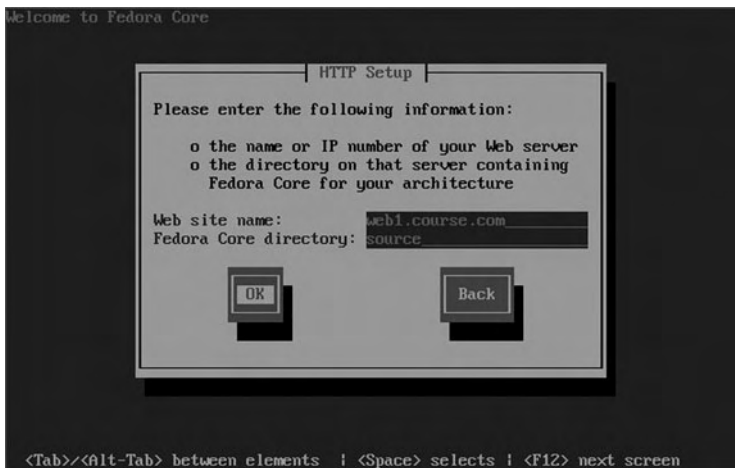 Welcome to Fedora Core
HTTP Setup
Please enter the following information:
o the name or IP number of your Web server
o the directory on that server containing
Fedora Core for your architecture
Web site name: web1.course.com
Fedora Core directory: source
OK Back
<Tab>/<Alt-Tab> between elements | <Space> selects | <F12> next screen